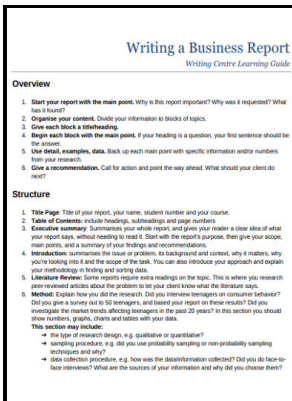 Writing a Business Report
Writing Centre Learning Guide
Overview
1. Start your report with the main point. Why is this report important? Why was it requested? What
has it found?
2. Organise your content. Divide your information to blocks of topics.
3. Give each block a title/heading.
4. Begin each block with the main point. If your heading is a question, your first sentence should be
the answer.
5. Use detail, examples, data. Back up each main point with specific information and/or numbers
from your research.
6. Give a recommendation. Call for action and point the way ahead. What should your client do
next?
Structure
1. Title Page: Title of your report, your name, student number and your course.
2. Table of Contents: include headings, subheadings and page numbers
3. Executive summary: Summarises your whole report, and gives your reader a clear idea of what
your report says, without needing to read it. Start with the report's purpose, then give your scope,
main points, and a summary of your findings and recommendations.
4. Introduction: summarises the issue or problem, its background and context, why it matters, why
you're looking into it and the scope of the task. You can also introduce your approach and explain
your methodology in finding and sorting data.
5. Literature Review: Some reports require extra readings on the topic. This is where you research
peer-reviewed articles about the problem to let your client know what the literature says.
6. Method: Explain how you did the research. Did you interview teenagers on consumer behavior?
Did you give a survey out to 50 teenagers, and based your report on these results? Did you
investigate the market trends affecting teenagers in the past 20 years? In this section you should
show numbers, graphs, charts and tables with your data.
This section may include:
→ the type of research design, e.g. qualitative or quantitative?
→ sampling procedure, e.g. did you use probability sampling or non-probability sampling
techniques and why?
→ data collection procedure, e.g. how was the data/information collected? Did you do face-to-
face interviews? What are the sources of your information and why did you choose them?